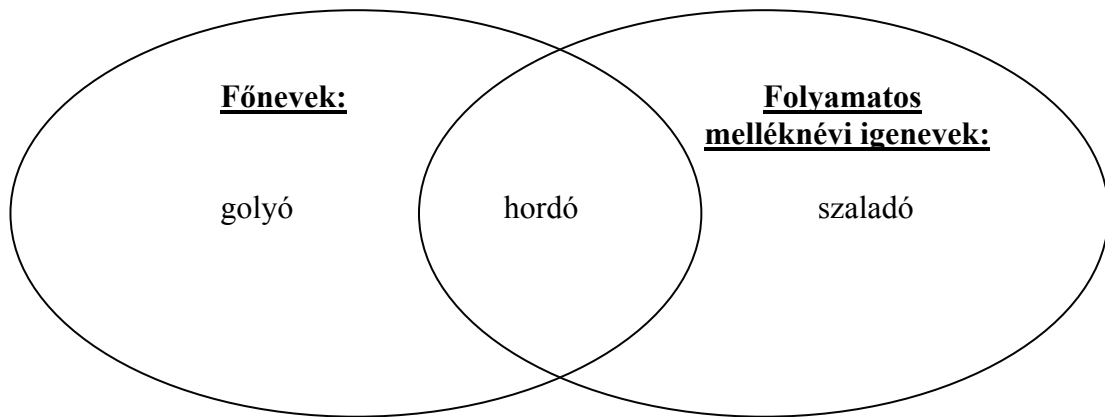 Főnevek:
Folyamatos
melléknévi igenevek:
golyó
hordó
szaladó